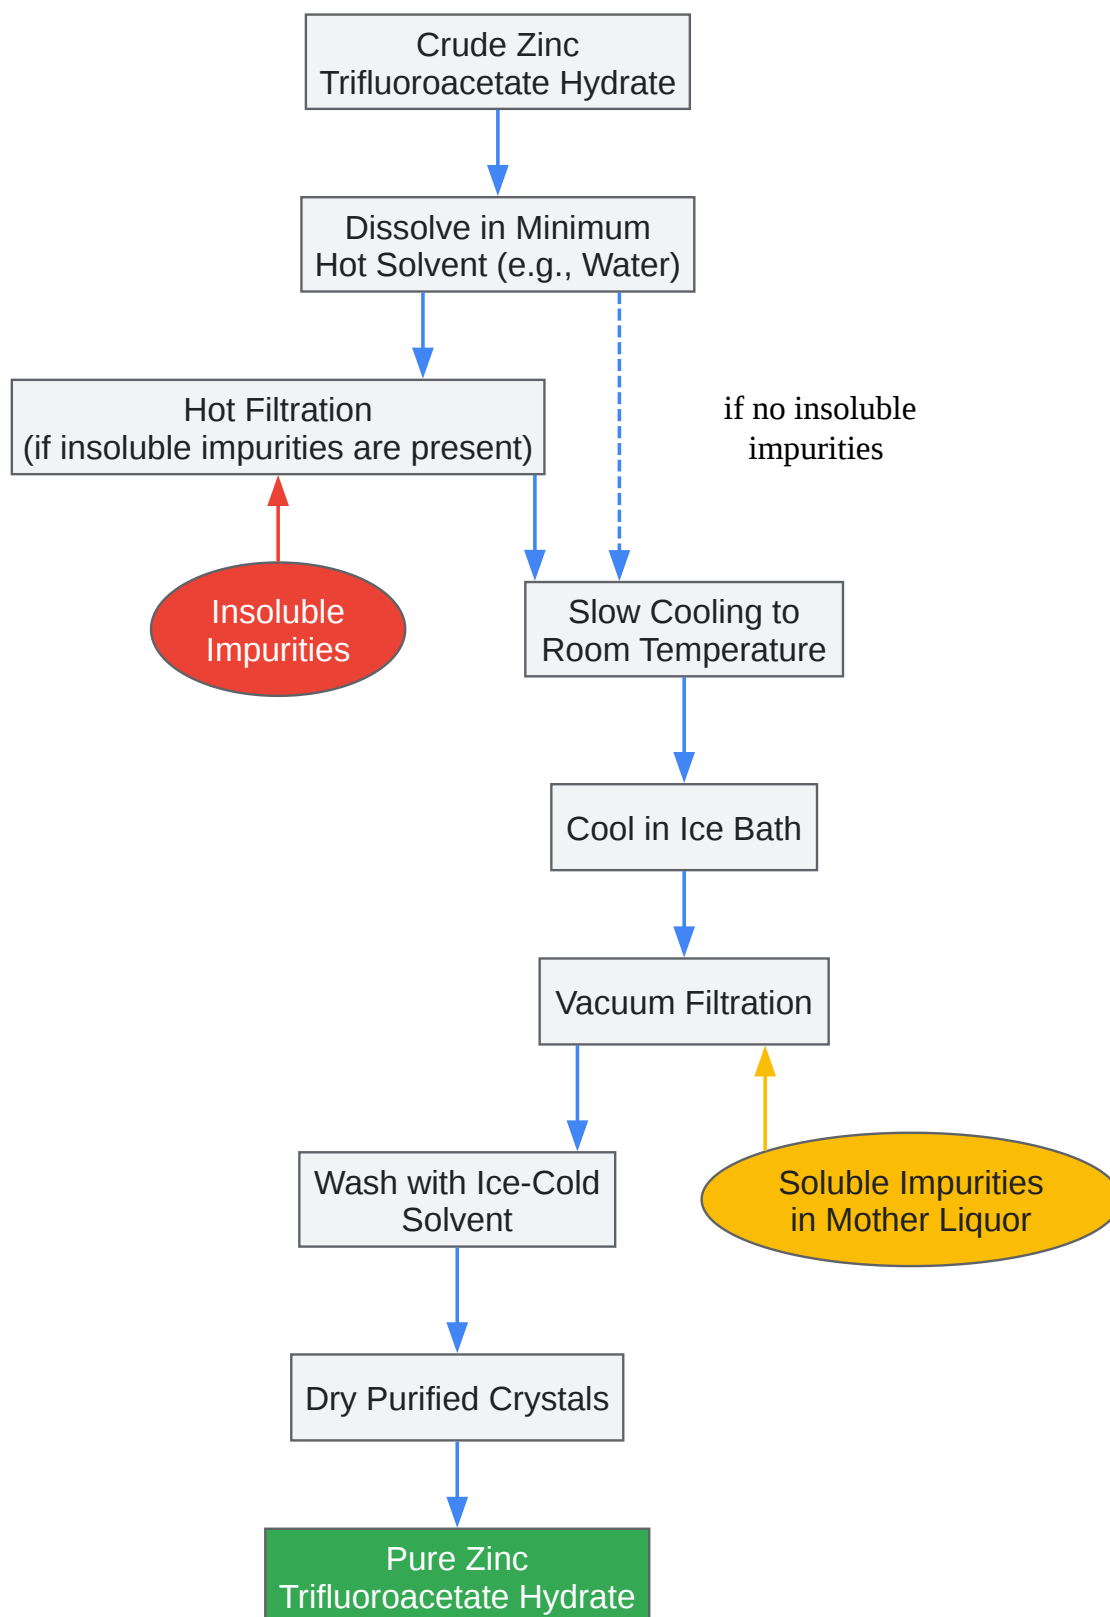 Crude Zinc
Trifluoroacetate Hydrate
Dissolve in Minimum
Hot Solvent (e.g., Water)
Hot Filtration
(if insoluble impurities are present)
if no insoluble
impurities
Insoluble
Impurities
Slow Cooling to
Room Temperature
Cool in Ice Bath
Vacuum Filtration
Wash with Ice-Cold
Solvent
Soluble Impurities
in Mother Liquor
Dry Purified Crystals
Pure Zinc
Trifluoroacetate Hydrate